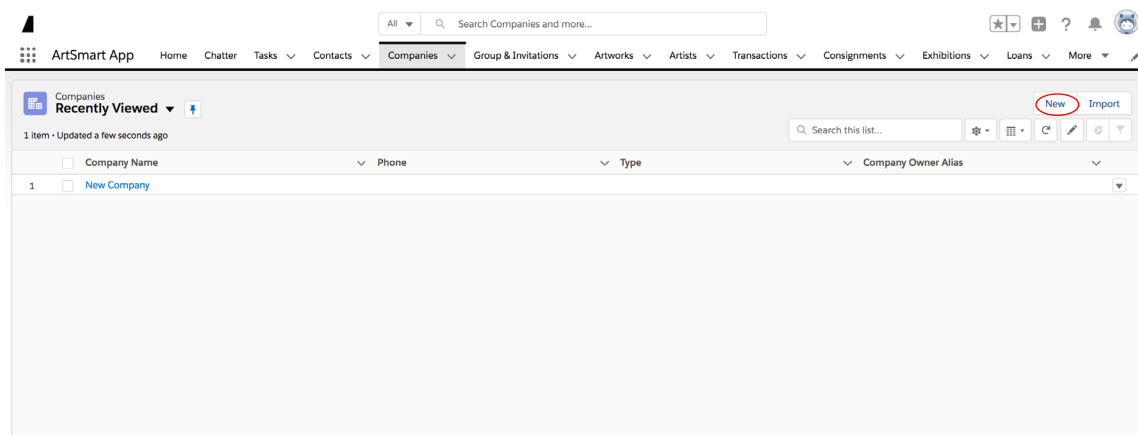 All Search Companies and more...
ArtSmart App Home Chatter Tasks Contacts Companies Group & Invitations Artworks Artists Transactions Consignments Exhibitions Loans More
Companies
Recently Viewed
New Import
1 item • Updated a few seconds ago
Search this list...
Company Name Phone Type Company Owner Alias
1 New Company